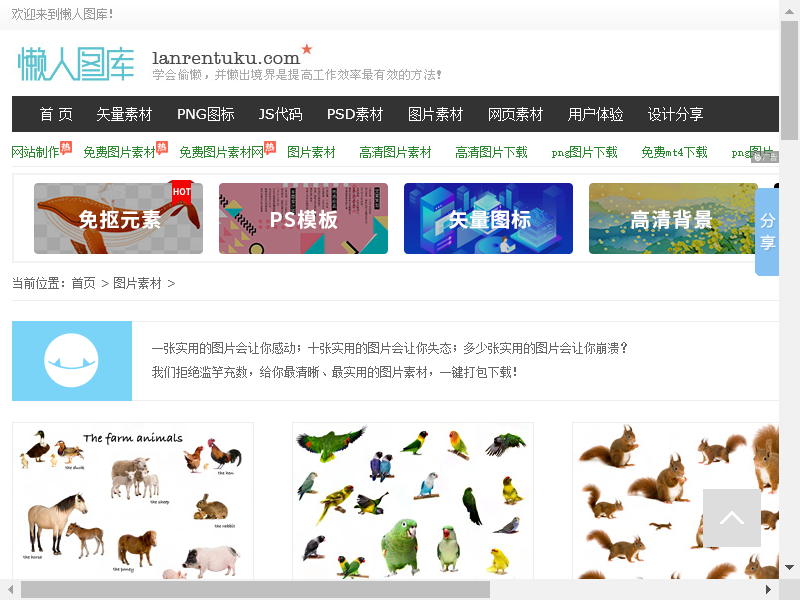 欢迎来到懒人图库！
懒人图库
lanrentuku.com
学会偷懒，并懒出境界是提高工作效率最有效的方法！
首 页 矢量素材 PNG图标 JS代码 PSD素材 图片素材 网页素材 用户体验 设计分享
网站制作 热 免费图片素材 热 免费图片素材网 热 图片素材 高清图片素材 高清图片下载 png图片下载 免费mt4下载 png图片
广告
免抠元素 HOT PS模板 矢量图标 高清背景
分享
当前位置：首页 > 图片素材 >
一张实用的图片会让你感动；十张实用的图片会让你失态；多少张实用的图片会让你崩溃？
我们拒绝滥竽充数，给你最清晰、最实用的图片素材，一键打包下载！
The farm animals
the duck
the hen
the sheep
the rabbit
the horse
the poney